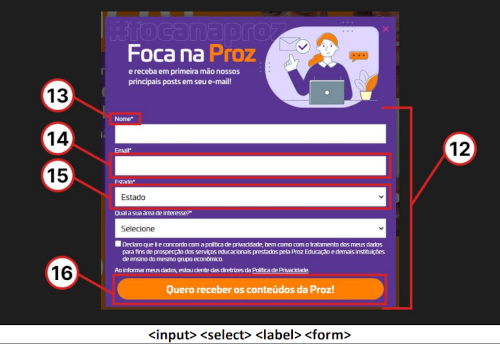 #focanaproz
Foca na Proz
e receba em primeira mão nossos
principais posts em seu e-mail!
×
13
Nome*
14
Email*
12
15
Estado*
Estado
Qual a sua área de interesse?*
Selecione
Declaro que li e concordo com a política de privacidade, bem como com o tratamento dos meus dados
para fins de prospecção dos serviços educacionais prestados pela Proz Educação e demais instituições
de ensino do mesmo grupo econômico.
Ao informar meus dados, estou ciente das diretrizes da Política de Privacidade.
16
Quero receber os conteúdos da Proz!
<input> <select> <label> <form>